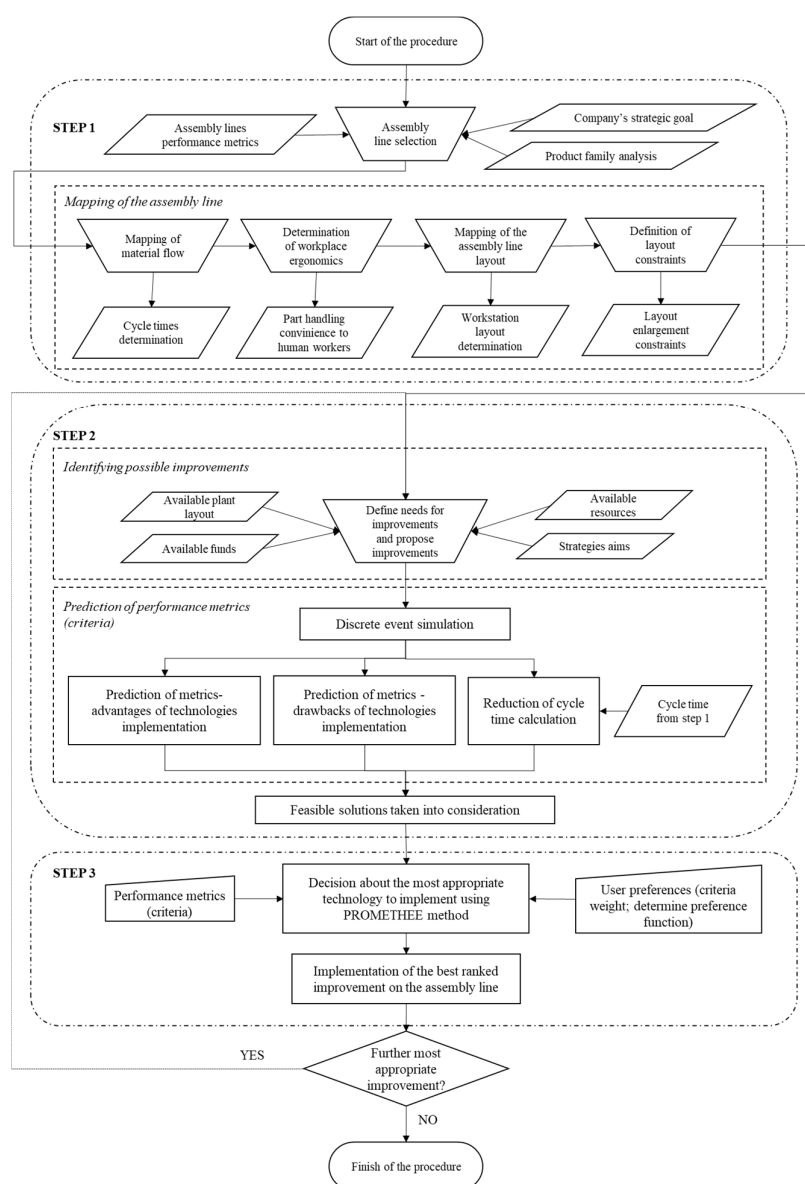 Start of the procedure
STEP 1
Assembly lines
performance metrics
Assembly
line selection
Company's strategic goal
Product family analysis
Mapping of the assembly line
Mapping of
material flow
Determination
of workplace
ergonomics
Mapping of the
assembly line
layout
Definition of
layout
constraints
Cycle times
determination
Part handling
convinience to
human workers
Workstation
layout
determination
Layout
enlargement
constraints
STEP 2
Identifying possible improvements
Available plant
layout
Available funds
Define needs for
improvements
and propose
improvements
Available
resources
Strategies aims
Prediction of performance metrics
(criteria)
Discrete event simulation
Prediction of metrics-
advantages of technologies
implementation
Prediction of metrics -
drawbacks of technologies
implementation
Reduction of cycle
time calculation
Cycle time
from step 1
Feasible solutions taken into consideration
STEP 3
Performance metrics
(criteria)
Decision about the most appropriate
technology to implement using
PROMETHEE method
User preferences (criteria
weight; determine preference
function)
Implementation of the best ranked
improvement on the assembly line
YES
Further most
appropriate
improvement?
NO
Finish of the procedure